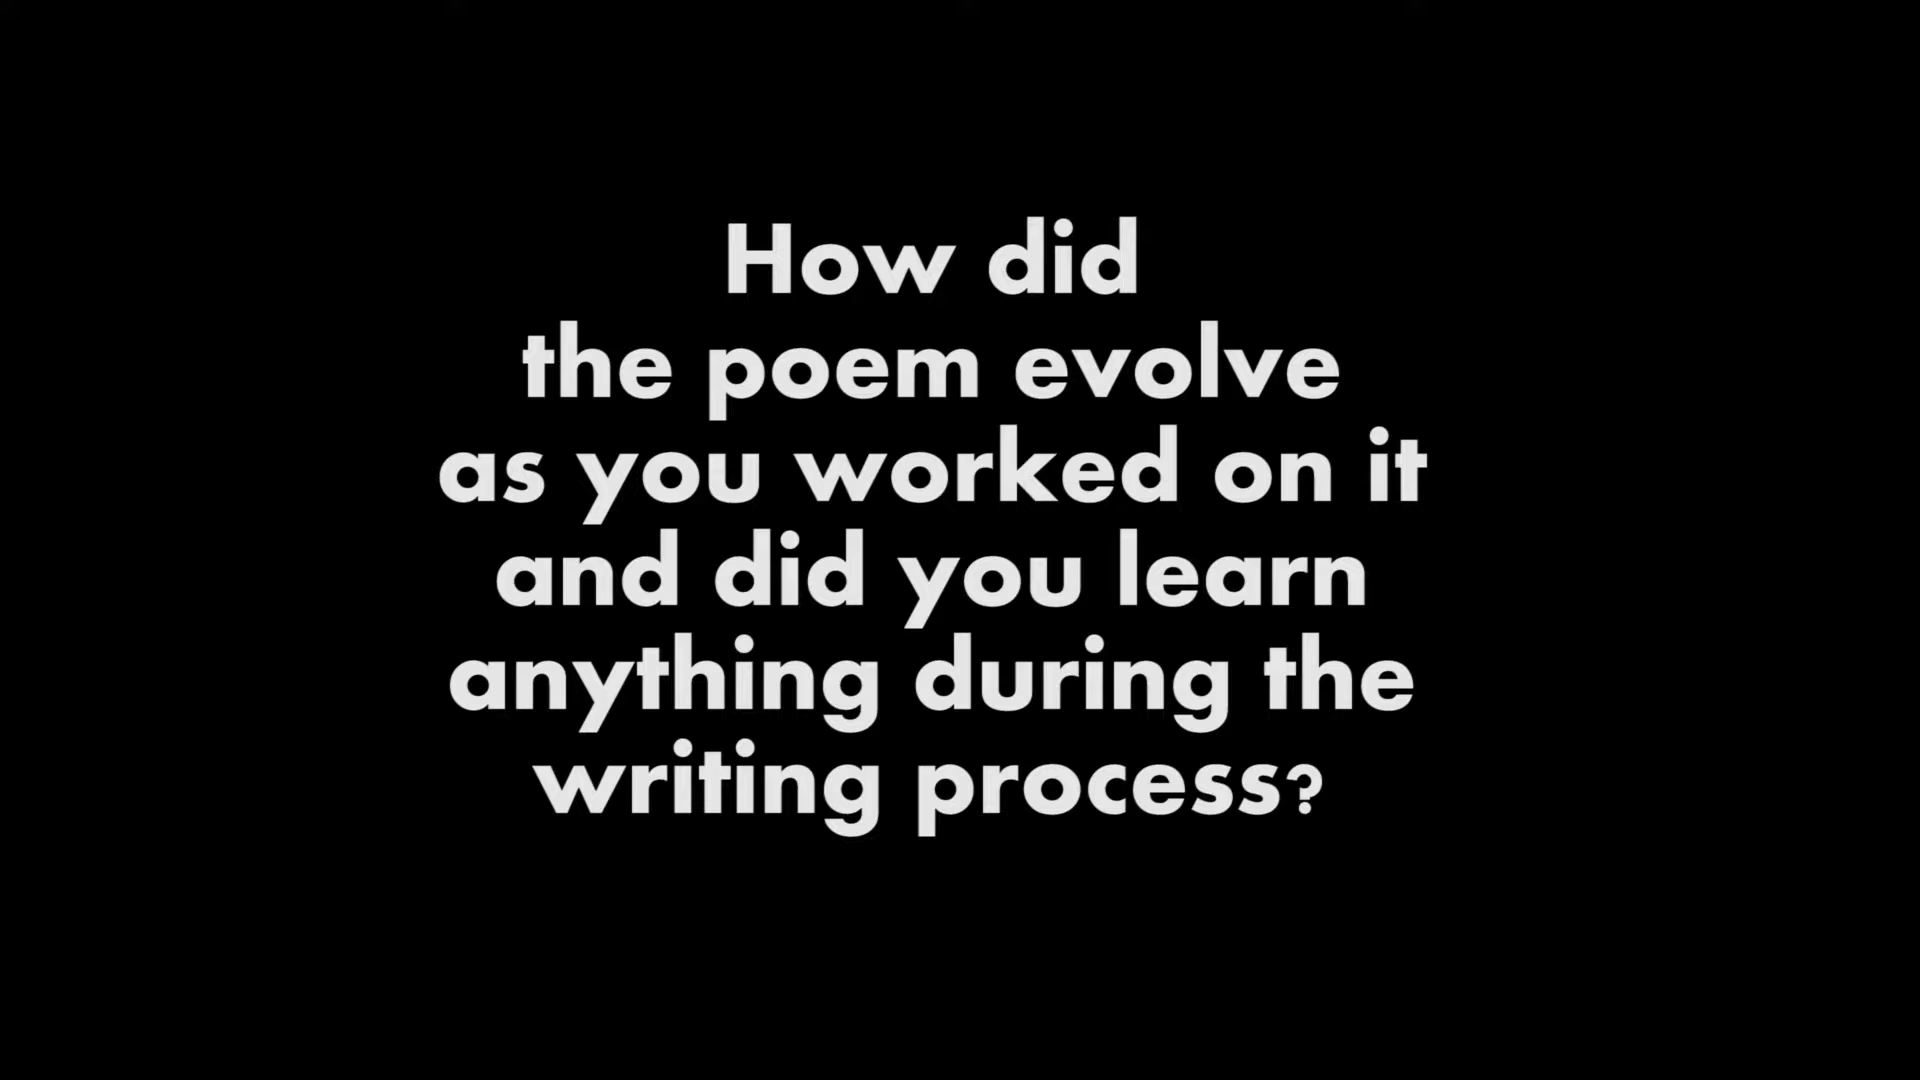 How did
the poem evolve
as you worked on it
and did you learn
anything during the
writing process?